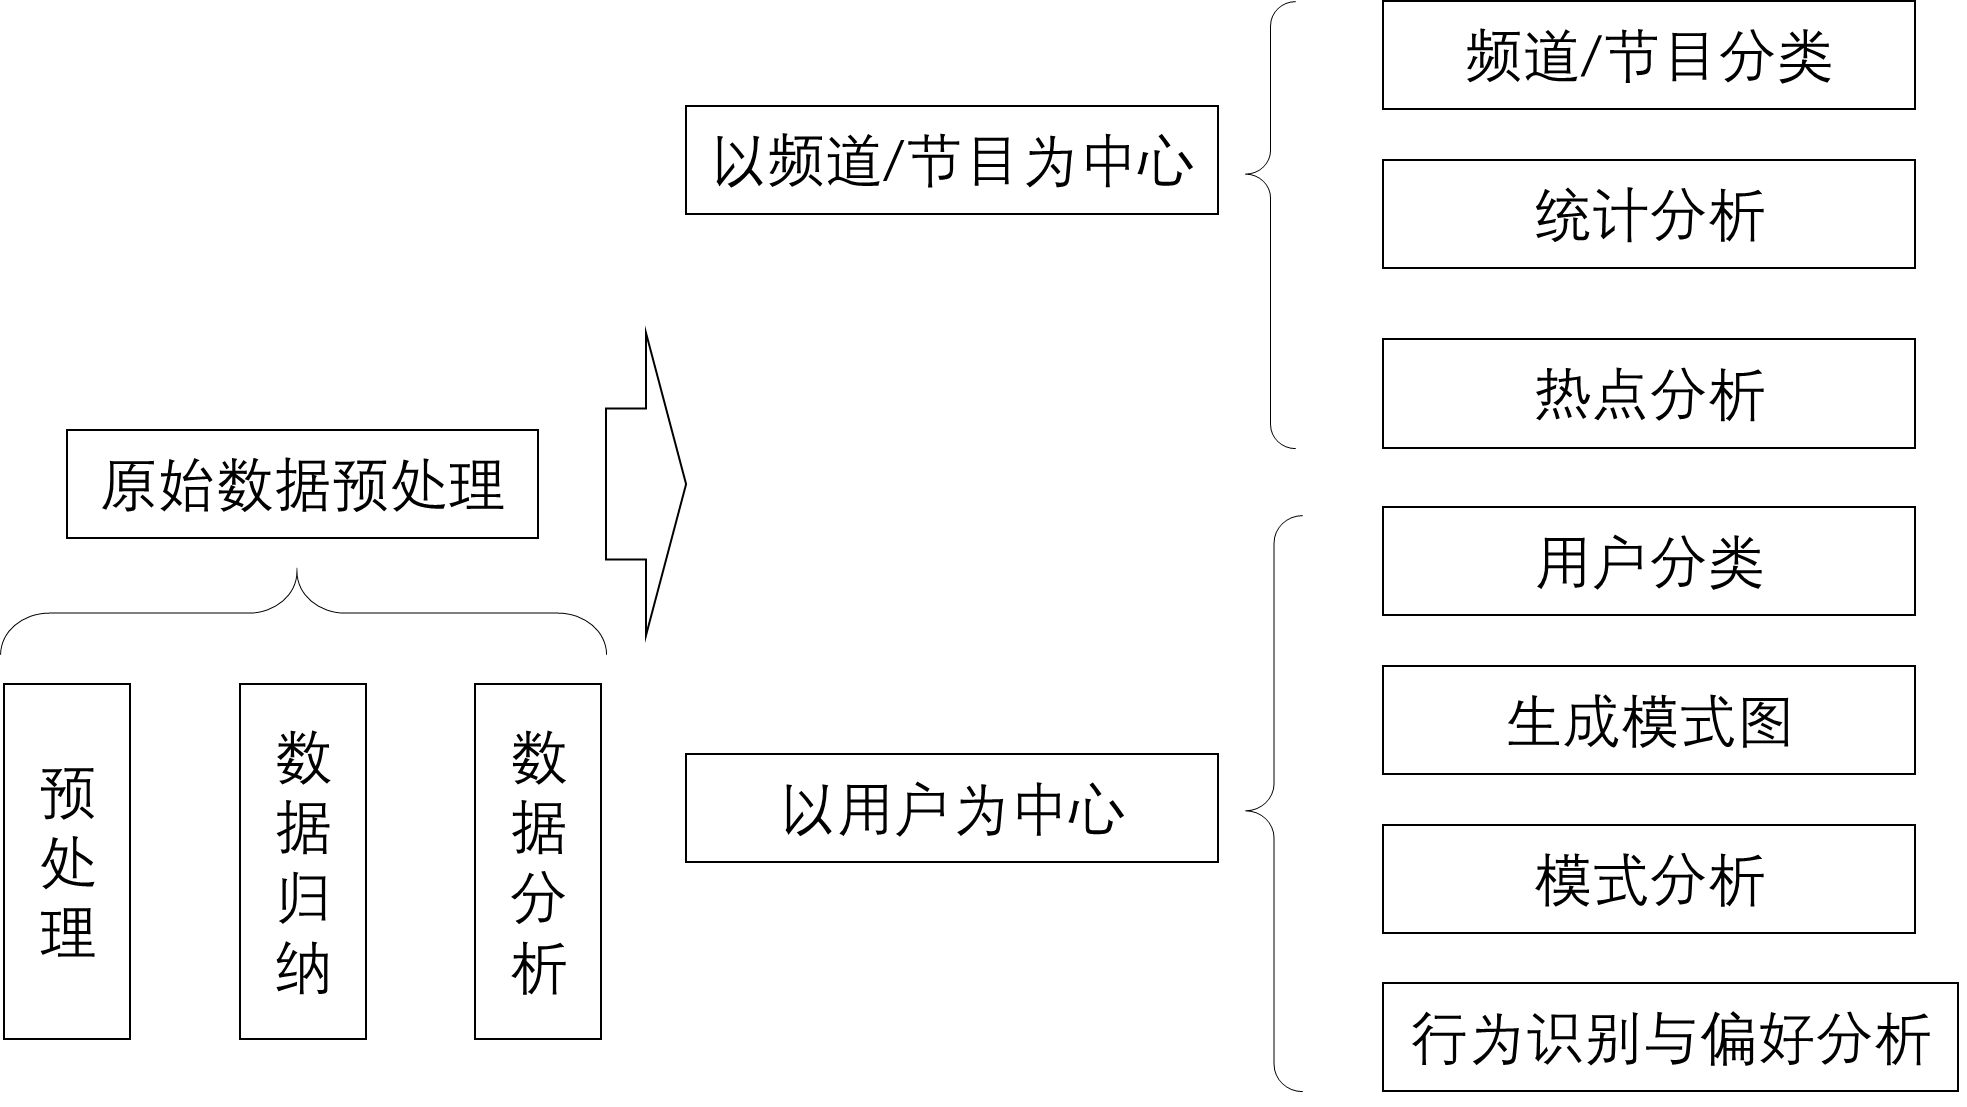 原始数据预处理
预处理
数据归纳
数据分析
以频道/节目为中心
频道/节目分类
统计分析
热点分析
以用户为中心
用户分类
生成模式图
模式分析
行为识别与偏好分析